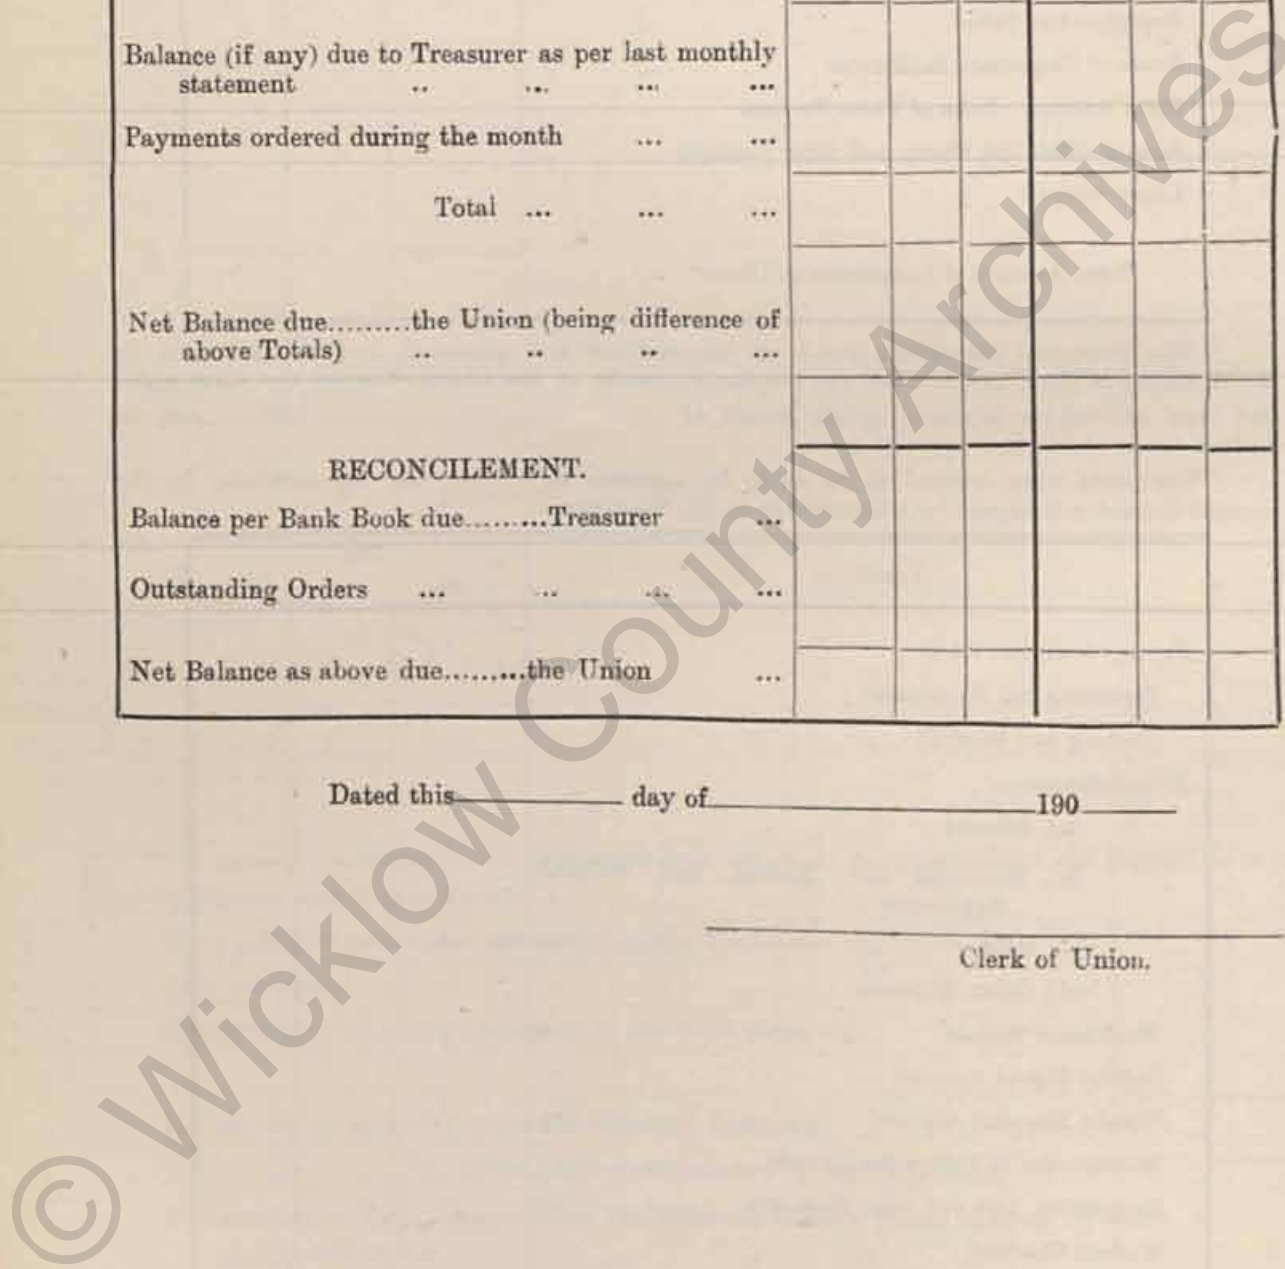 Balance (if any) due to Treasurer as per last monthly
statement .. ... ... ...
Payments ordered during the month ... ...
Total ... ... ...
Net Balance due.........the Union (being difference of
above Totals) .. .. .. ...
RECONCILEMENT.
Balance per Bank Book due.........Treasurer ...
Outstanding Orders ... .. ... ...
Net Balance as above due.........the Union ...
Dated this day of 190
Clerk of Union.
© Wicklow County Archives